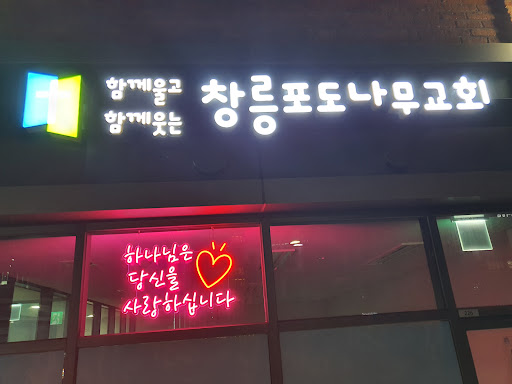 함께울고
함께웃는
창릉포도나무교회
하나님은
당신을
사랑하십니다